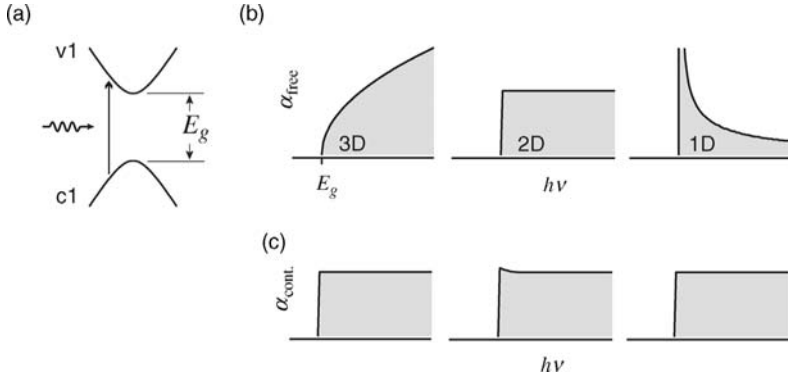 (a)
v1
E_g
c1
(b)
α_free
3D
2D
1D
E_g
hν
(c)
α_cont.
hν